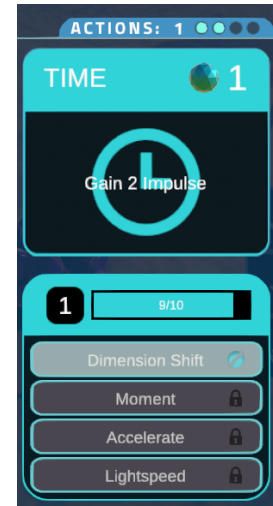 ACTIONS: 1
TIME 1
Gain 2 Impulse
1 9/10
Dimension Shift
Moment
Accelerate
Lightspeed